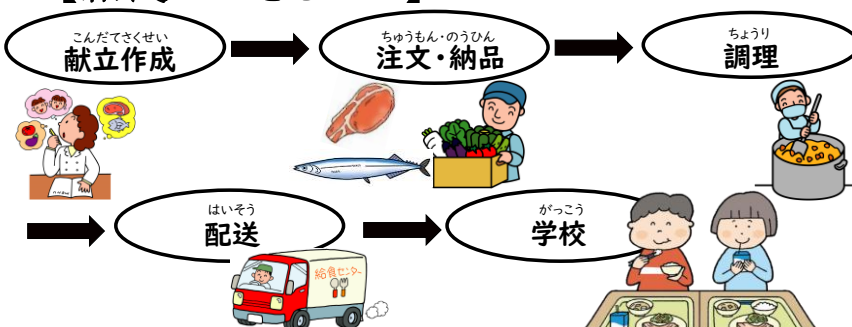 こんだてさくせい
献立作成
ちゅうもん・のうひん
注文・納品
ちょうり
調理
はいそう
配送
給食センター
がっこう
学校